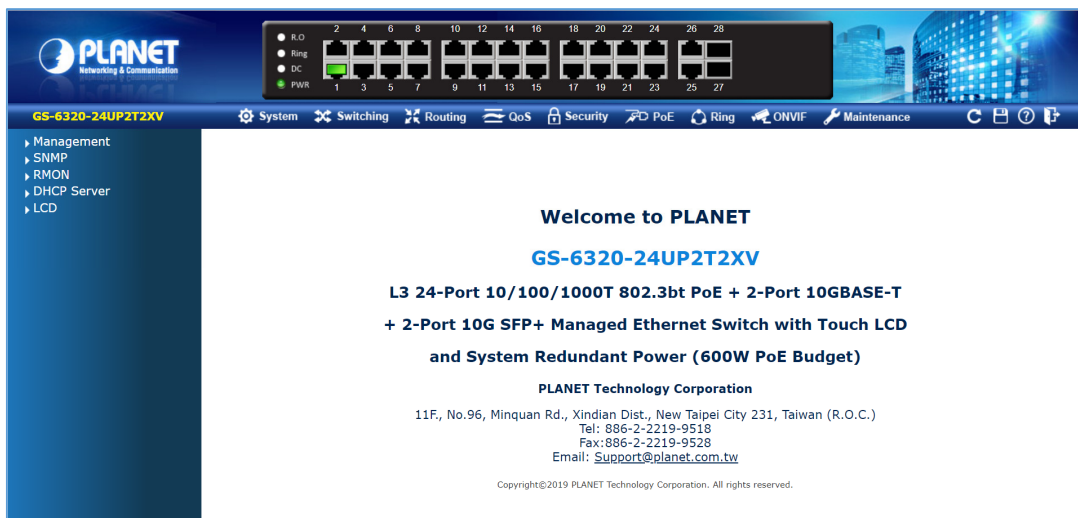 PLANET
Networking & Communication
R.O
Ring
DC
PWR
2 4 6 8 10 12 14 16 18 20 22 24 26 28
1 3 5 7 9 11 13 15 17 19 21 23 25 27
GS-6320-24UP2T2XV
System Switching Routing QoS Security PoE Ring ONVIF Maintenance
Management
SNMP
RMON
DHCP Server
LCD
Welcome to PLANET
GS-6320-24UP2T2XV
L3 24-Port 10/100/1000T 802.3bt PoE + 2-Port 10GBASE-T
+ 2-Port 10G SFP+ Managed Ethernet Switch with Touch LCD
and System Redundant Power (600W PoE Budget)
PLANET Technology Corporation
11F., No.96, Minquan Rd., Xindian Dist., New Taipei City 231, Taiwan (R.O.C.)
Tel: 886-2-2219-9518
Fax:886-2-2219-9528
Email: Support@planet.com.tw
Copyright©2019 PLANET Technology Corporation. All rights reserved.